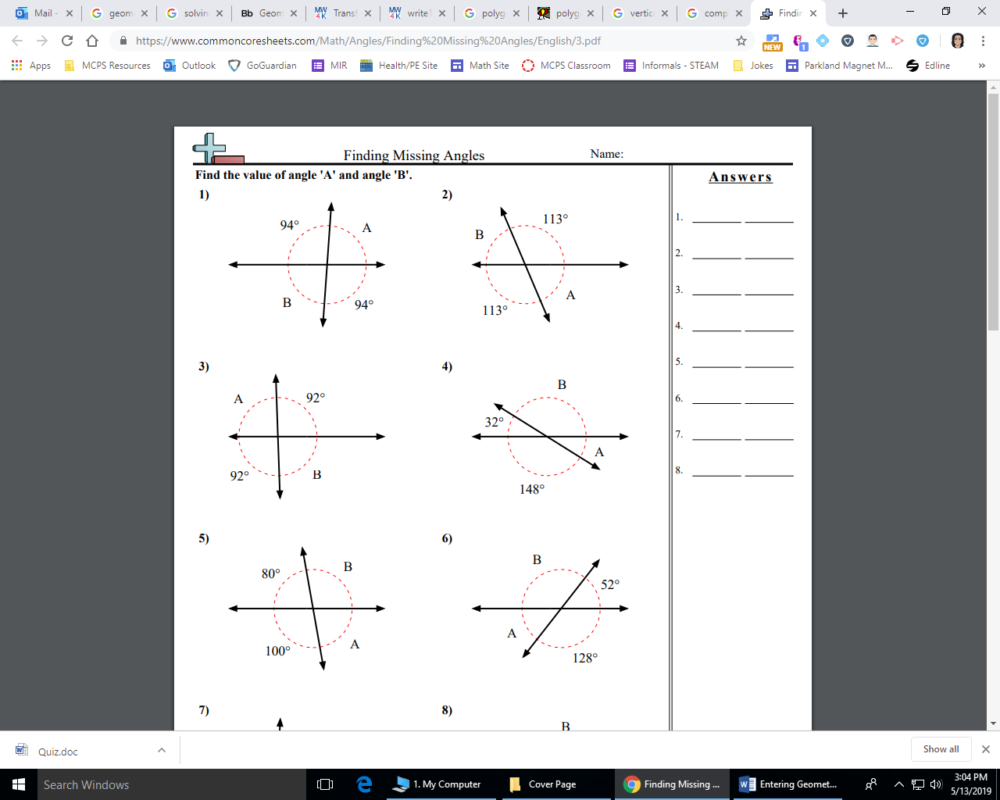 Mail -
geom
solvin
Bb Geom
MW 4K Transf
MW 4K write1
polyg
polyg
vertic
comp
Findin
https://www.commoncoresheets.com/Math/Angles/Finding%20Missing%20Angles/English/3.pdf
NEW
1
Apps MCPS Resources Outlook GoGuardian MIR Health/PE Site Math Site MCPS Classroom Informals - STEAM Jokes Parkland Magnet M... Edline »
Finding Missing Angles Name:
Find the value of angle 'A' and angle 'B'.
Answers
1) 94° A B 94°
2) 113° B A 113°
3) A 92° 92° B
4) B 32° A 148°
5) 80° B 100° A
6) B 52° A 128°
7)
8) B
1.
2.
3.
4.
5.
6.
7.
8.
Quiz.doc
Show all
Search Windows
1. My Computer
Cover Page
Finding Missing ...
Entering Geomet...
3:04 PM
5/13/2019